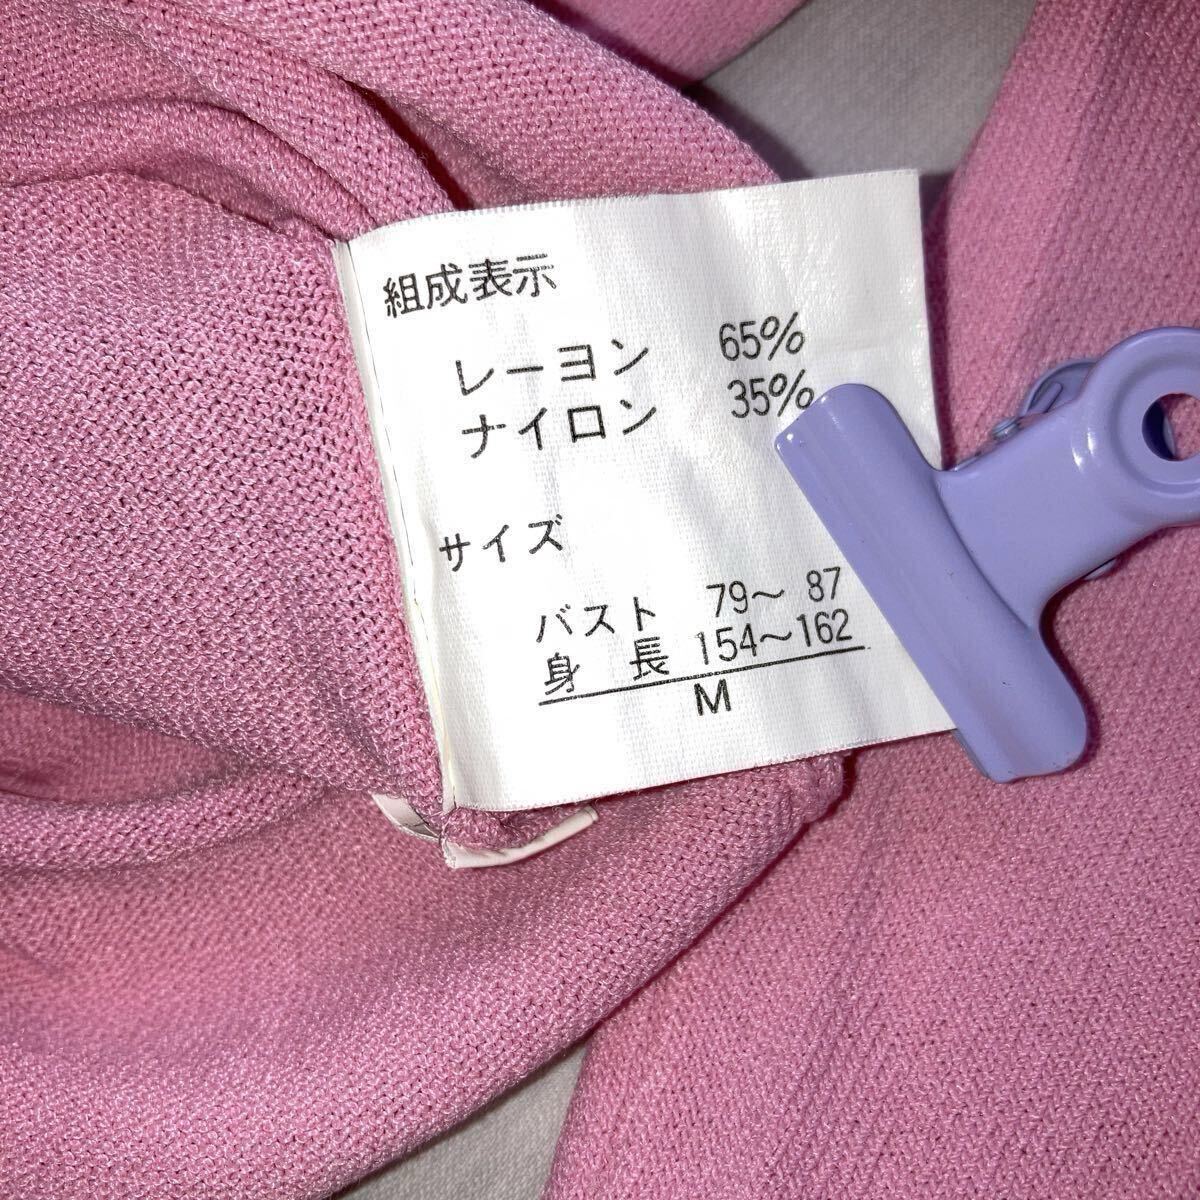 組成表示
レーヨン 65%
ナイロン 35%
サイズ
バスト 79～ 87
身 長 154～162
M